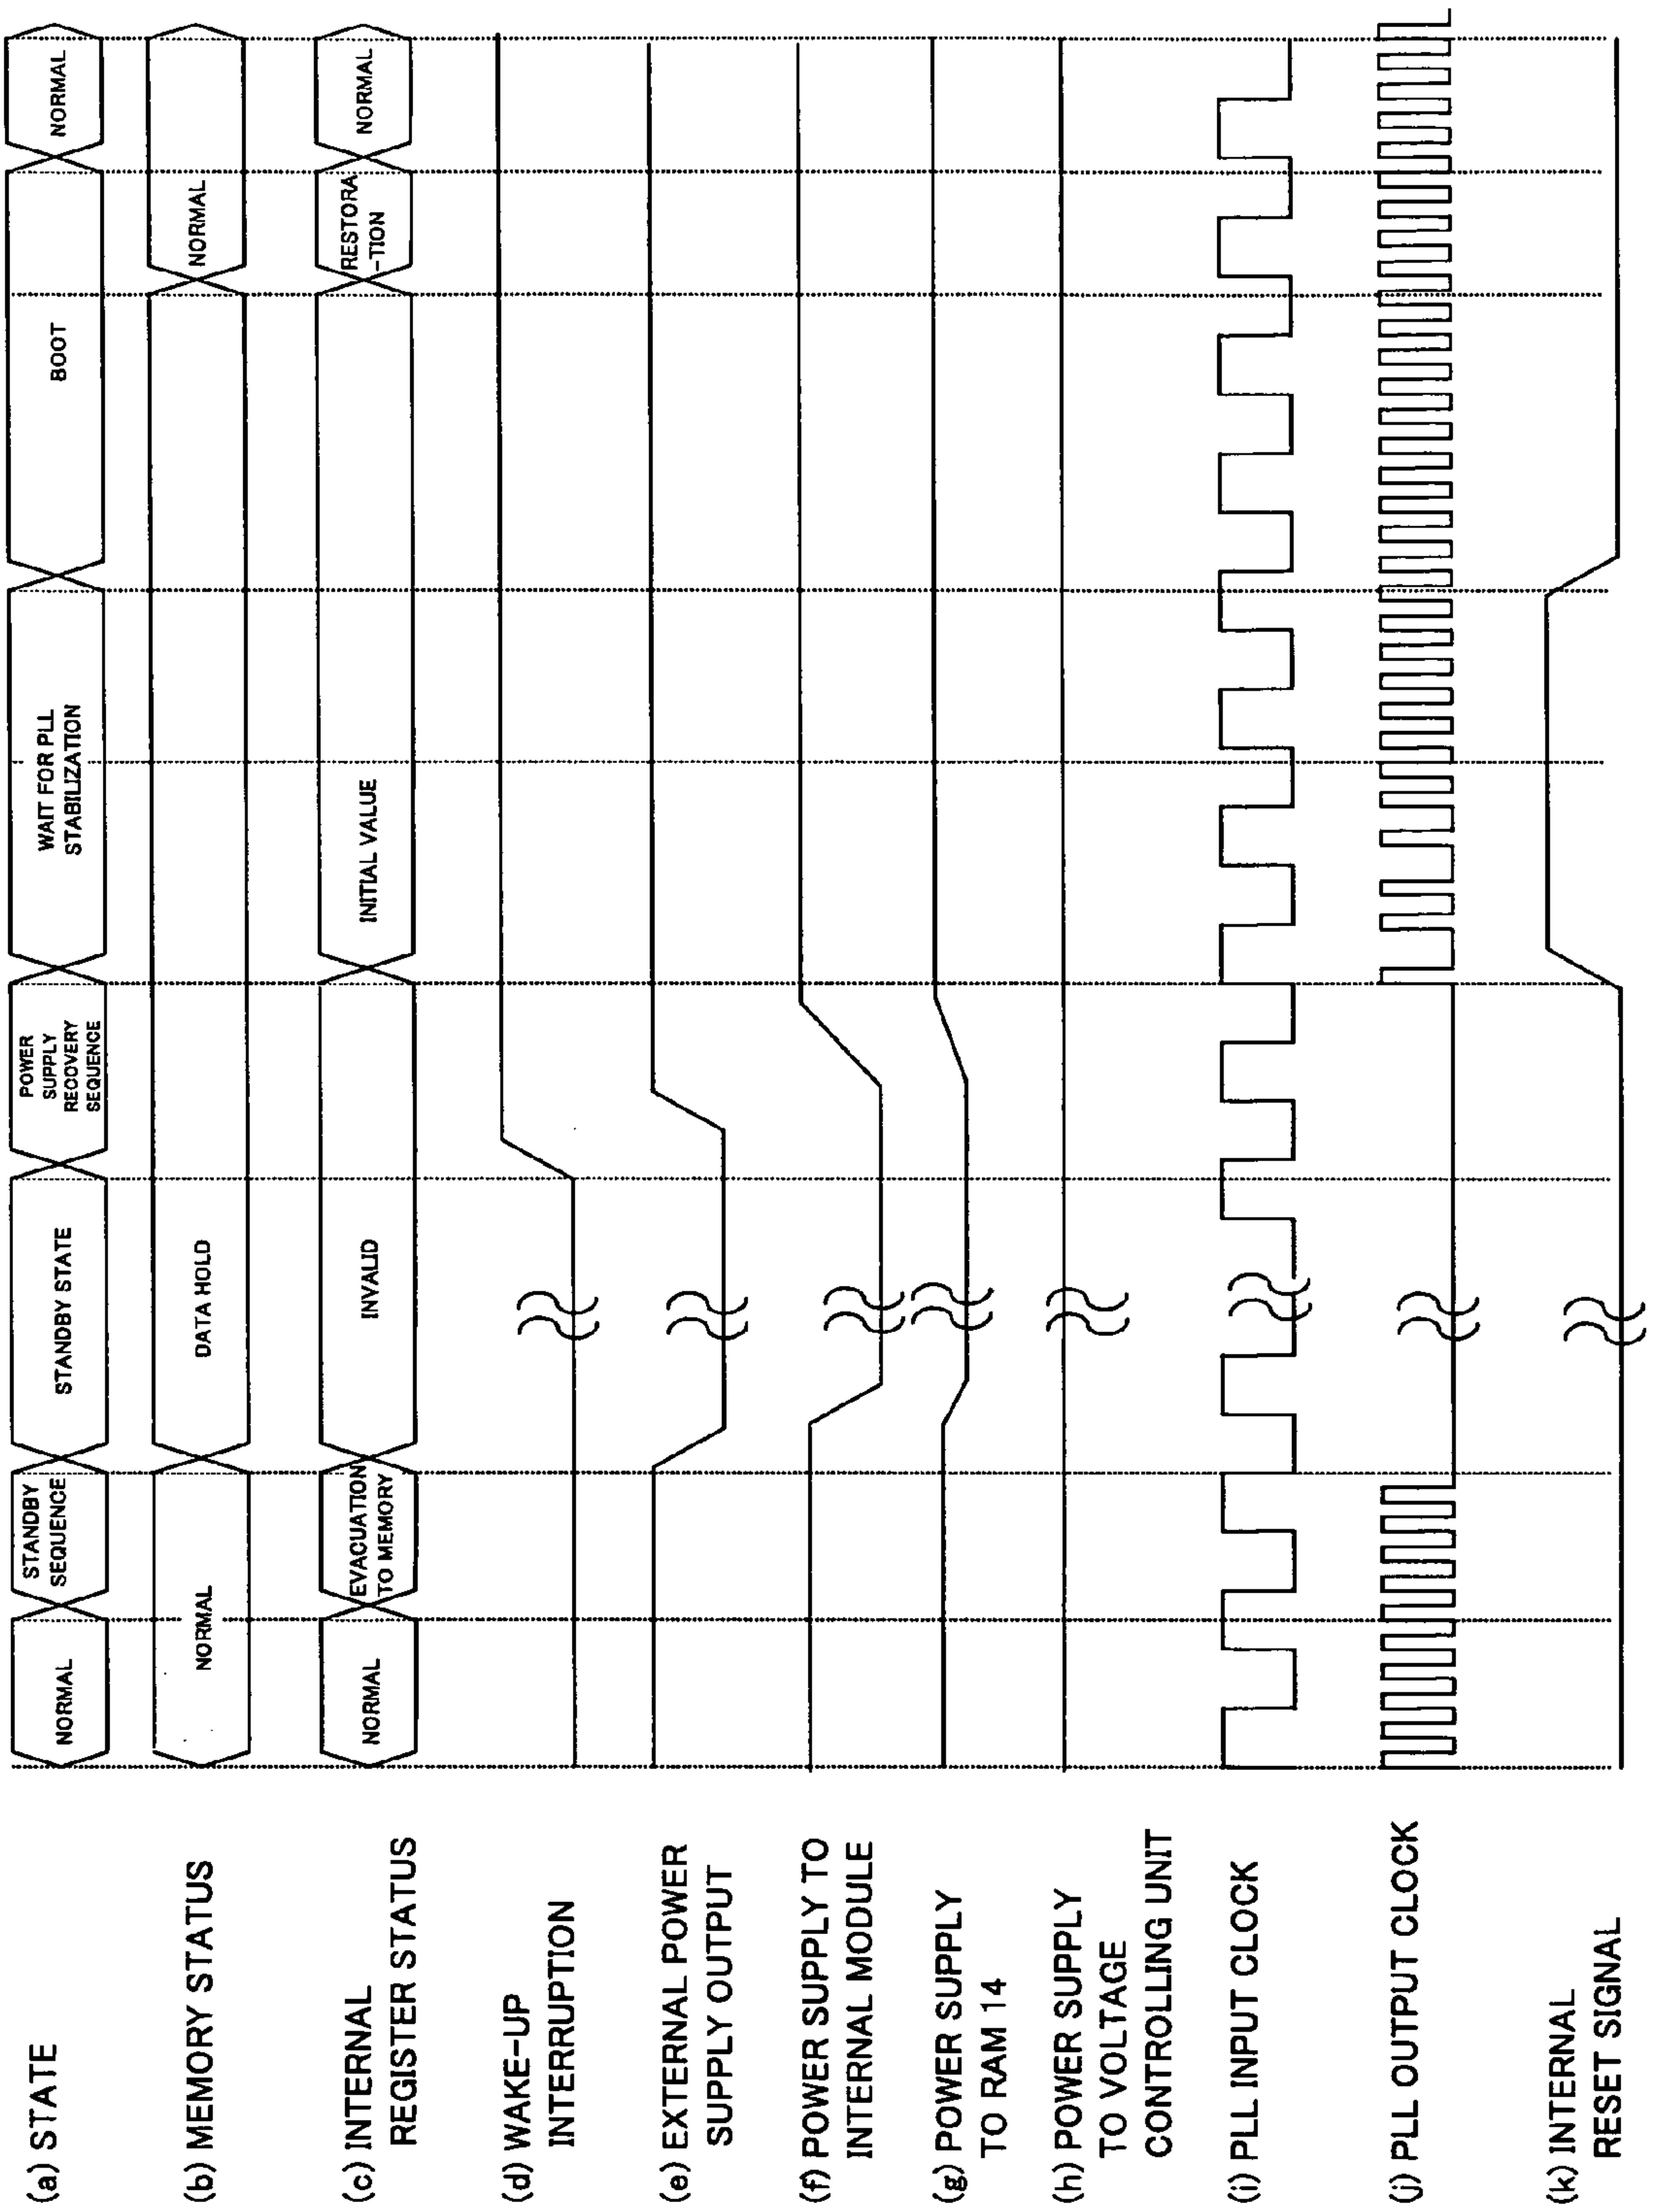 (a) STATE
NORMAL
STANDBY
SEQUENCE
STANDBY STATE
POWER
SUPPLY
RECOVERY
SEQUENCE
WAIT FOR PLL
STABILIZATION
BOOT
NORMAL
(b) MEMORY STATUS
NORMAL
DATA HOLD
NORMAL
(c) INTERNAL
REGISTER STATUS
NORMAL
EVACUATION
TO MEMORY
INVALID
INITIAL VALUE
RESTORA
-TION
NORMAL
(d) WAKE-UP
INTERRUPTION
(e) EXTERNAL POWER
SUPPLY OUTPUT
(f) POWER SUPPLY TO
INTERNAL MODULE
(g) POWER SUPPLY
TO RAM 14
(h) POWER SUPPLY
TO VOLTAGE
CONTROLLING UNIT
(i) PLL INPUT CLOCK
(j) PLL OUTPUT CLOCK
(k) INTERNAL
RESET SIGNAL